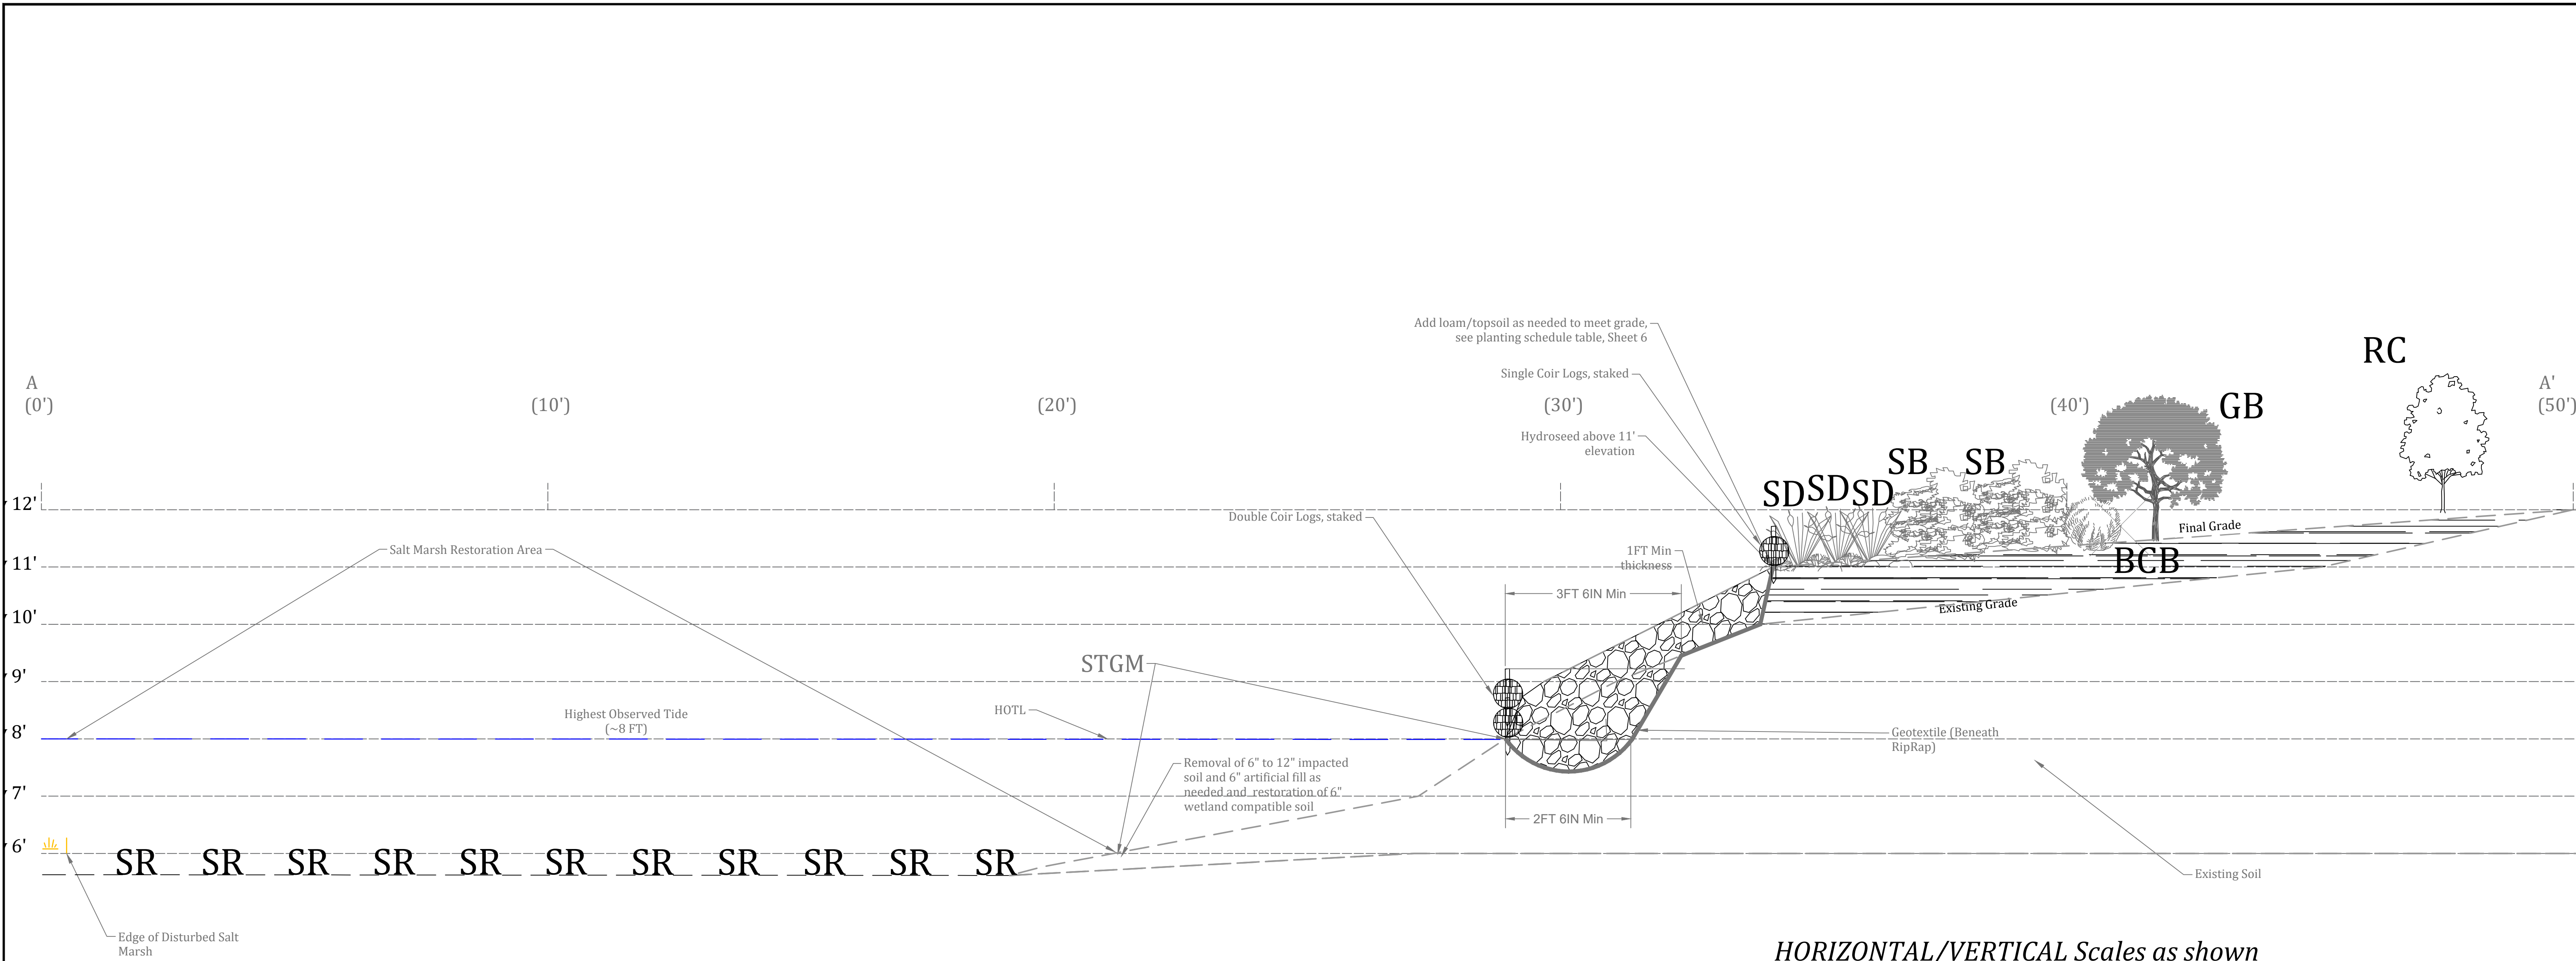 Add loam/topsoil as needed to meet grade,
see planting schedule table, Sheet 6
Single Coir Logs, staked
Hydroseed above 11'
elevation
RC
A
(0')
(10')
(20')
(30')
(40')
A'
(50')
GB
SB SB
SD SD SD
12'
Double Coir Logs, staked
Final Grade
Salt Marsh Restoration Area
1FT Min
thickness
11'
BCB
3FT 6IN Min
Existing Grade
10'
STGM
9'
HOTL
Highest Observed Tide
(~8 FT)
8'
Geotextile (Beneath
RipRap)
Removal of 6" to 12" impacted
soil and 6" artificial fill as
needed and restoration of 6"
wetland compatible soil
7'
2FT 6IN Min
6'
SR SR SR SR SR SR SR SR SR SR SR
Existing Soil
Edge of Disturbed Salt
Marsh
HORIZONTAL/VERTICAL Scales as shown